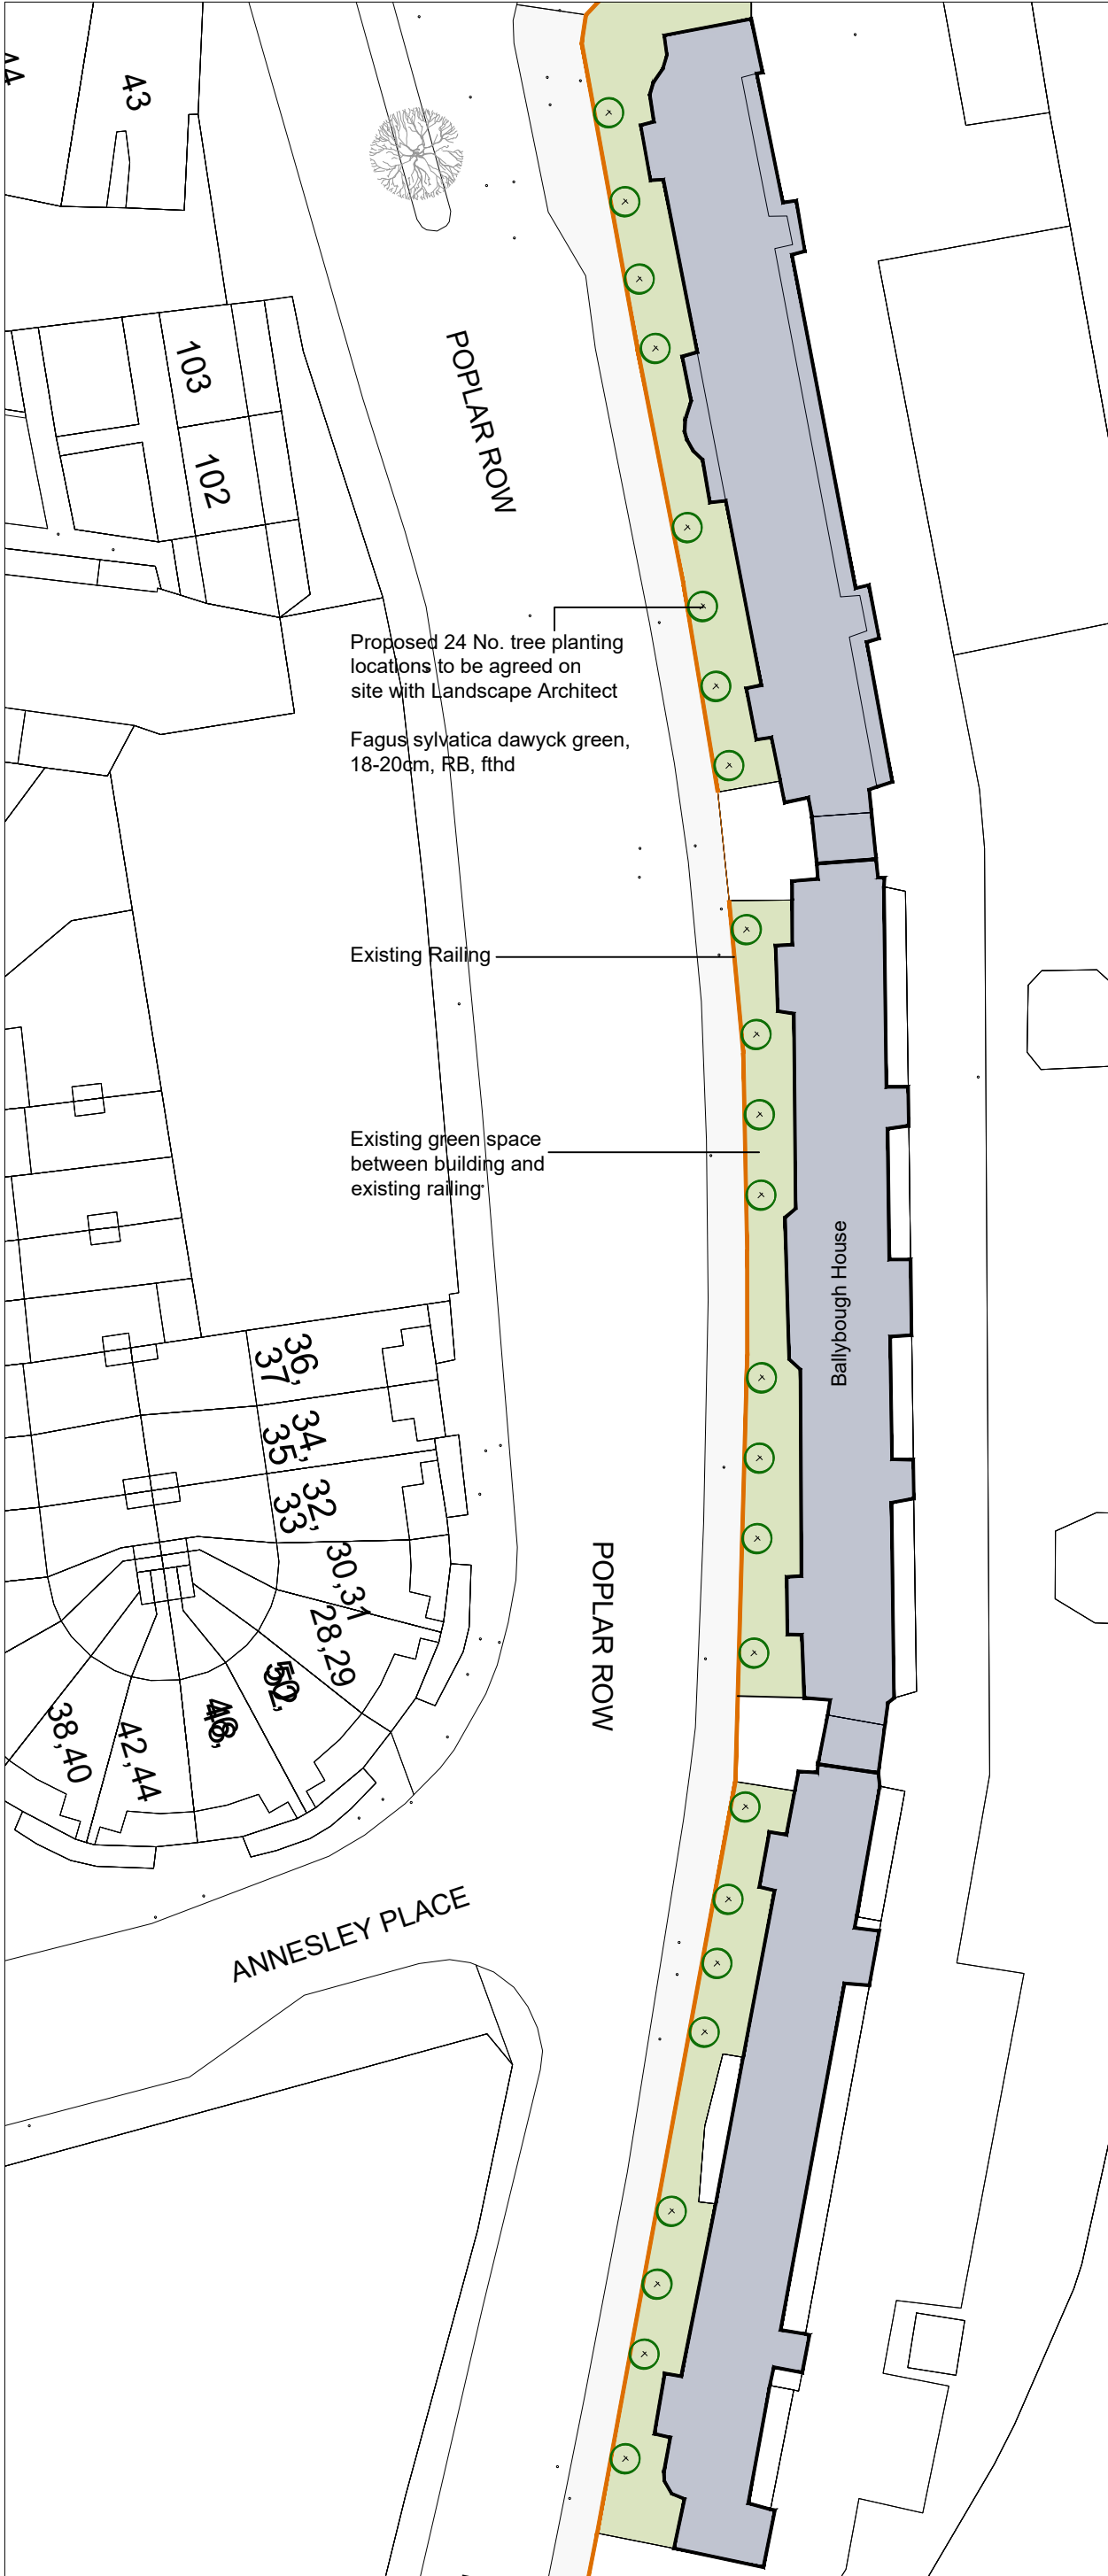 44
43
103
102
POPLAR ROW
Proposed 24 No. tree planting
locations to be agreed on
site with Landscape Architect
Fagus sylvatica dawyck green,
18-20cm, RB, fthd
Existing Railing
Existing green space
between building and
existing railing
Ballybough House
36,
37
34,
35
32,
33
30,31
28,29
POPLAR ROW
38,40
42,44
ANNESLEY PLACE